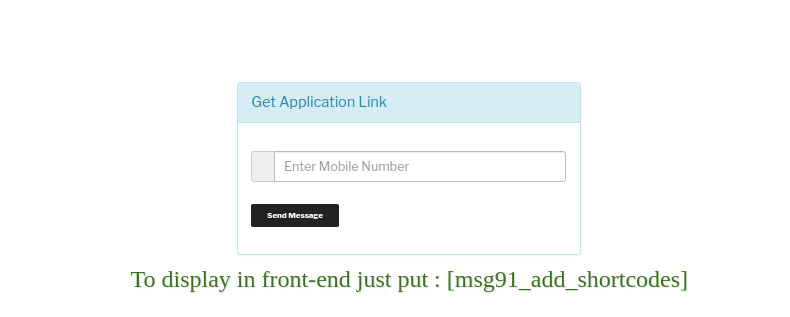 Get Application Link
Enter Mobile Number
Send Message
To display in front-end just put : [msg91_add_shortcodes]